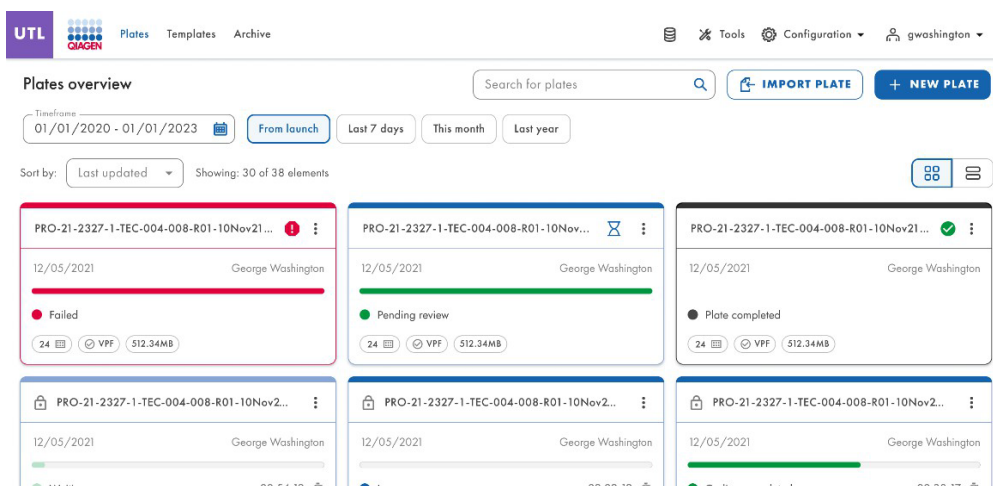 UTL
QIAGEN
Plates Templates Archive Tools Configuration gwashington
Plates overview Search for plates IMPORT PLATE + NEW PLATE
Timeframe
01/01/2020 - 01/01/2023 From launch Last 7 days This month Last year
Sort by: Last updated Showing: 30 of 38 elements
PRO-21-2327-1-TEC-004-008-R01-10Nov21... PRO-21-2327-1-TEC-004-008-R01-10Nov... PRO-21-2327-1-TEC-004-008-R01-10Nov21...
12/05/2021 George Washington 12/05/2021 George Washington 12/05/2021 George Washington
Failed Pending review Plate completed
24 VPF 512.34MB 24 VPF 512.34MB 24 VPF 512.34MB
PRO-21-2327-1-TEC-004-008-R01-10Nov2... PRO-21-2327-1-TEC-004-008-R01-10Nov2... PRO-21-2327-1-TEC-004-008-R01-10Nov2...
12/05/2021 George Washington 12/05/2021 George Washington 12/05/2021 George Washington